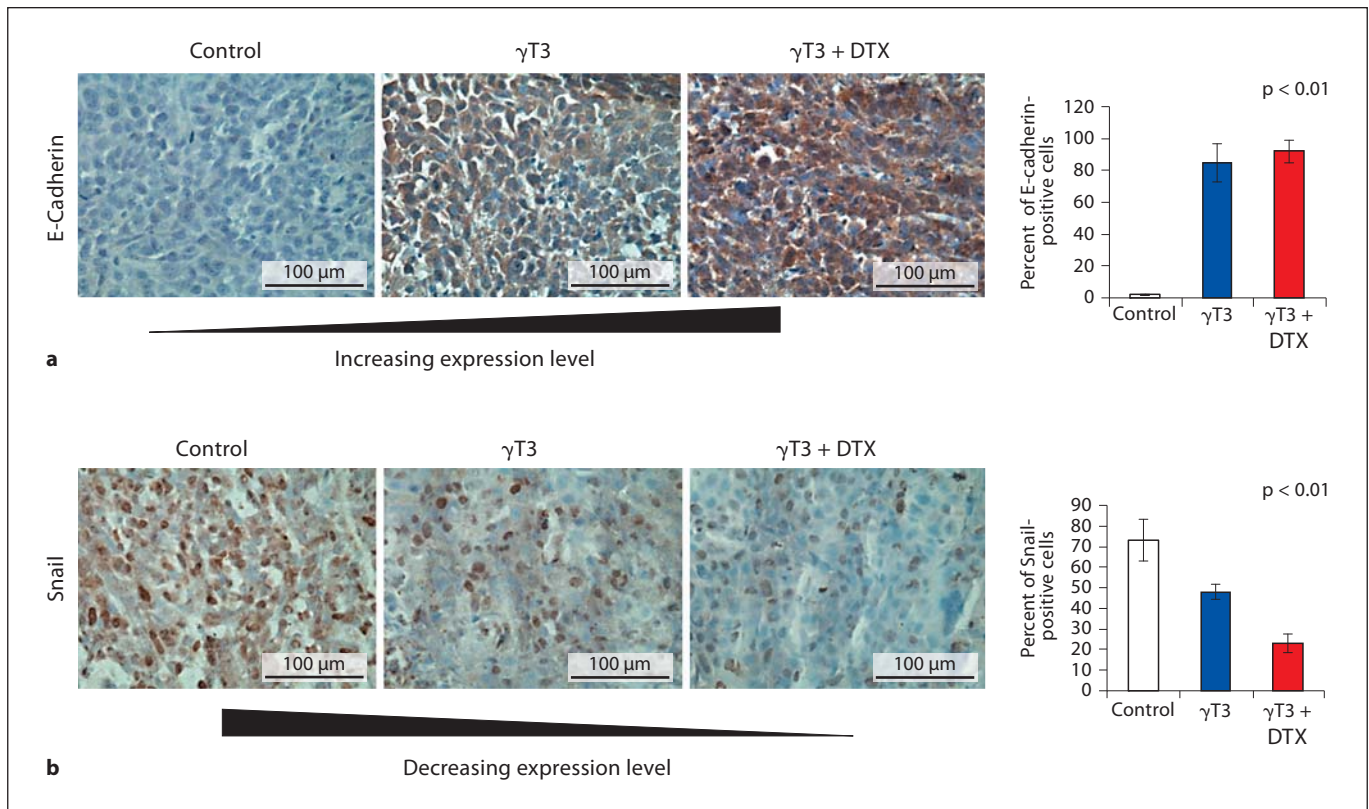 Control γT3 γT3 + DTX
E-Cadherin
100 µm 100 µm 100 µm
a
Increasing expression level
p < 0.01
Percent of E-cadherin-
positive cells
120
100
80
60
40
20
0
Control γT3 γT3 +
DTX
Control γT3 γT3 + DTX
Snail
100 µm 100 µm 100 µm
b
Decreasing expression level
p < 0.01
Percent of Snail-
positive cells
90
80
70
60
50
40
30
20
10
0
Control γT3 γT3 +
DTX